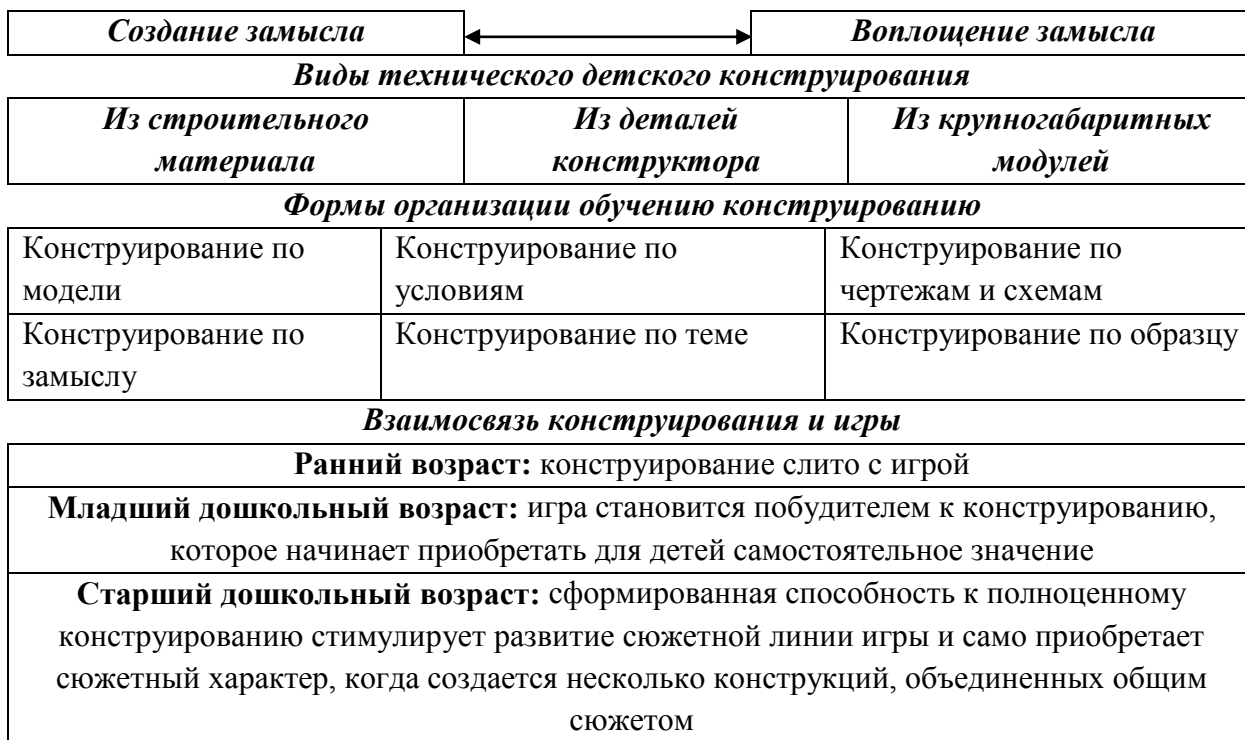 Создание замысла Воплощение замысла
Виды технического детского конструирования
Из строительного материала Из деталей конструктора Из крупногабаритных модулей
Формы организации обучению конструированию
Конструирование по модели Конструирование по условиям Конструирование по чертежам и схемам
Конструирование по замыслу Конструирование по теме Конструирование по образцу
Взаимосвязь конструирования и игры
Ранний возраст: конструирование слито с игрой
Младший дошкольный возраст: игра становится побудителем к конструированию,
которое начинает приобретать для детей самостоятельное значение
Старший дошкольный возраст: сформированная способность к полноценному
конструированию стимулирует развитие сюжетной линии игры и само приобретает
сюжетный характер, когда создается несколько конструкций, объединенных общим
сюжетом